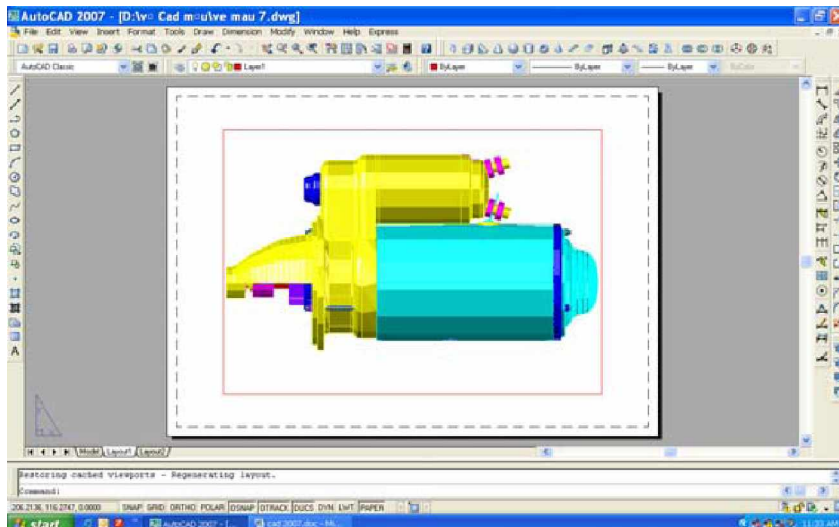 AutoCAD 2007 - [D:\v¤ Cad m¤u\ve mau 7.dwg]
File Edit View Insert Format Tools Draw Dimension Modify Window Help Express
AutoCAD Classic Layer1 ByLayer ByLayer ByLayer ByColor
A
Model Layout1 Layout2
Restoring cached viewports - Regenerating layout.
Command:
206.2136, 116.2747, 0.0000 SNAP GRID ORTHO POLAR OSNAP OTRACK DUCS DYN LWT PAPER
start AutoCAD 2007 - [... cad 2007.doc - Mi...